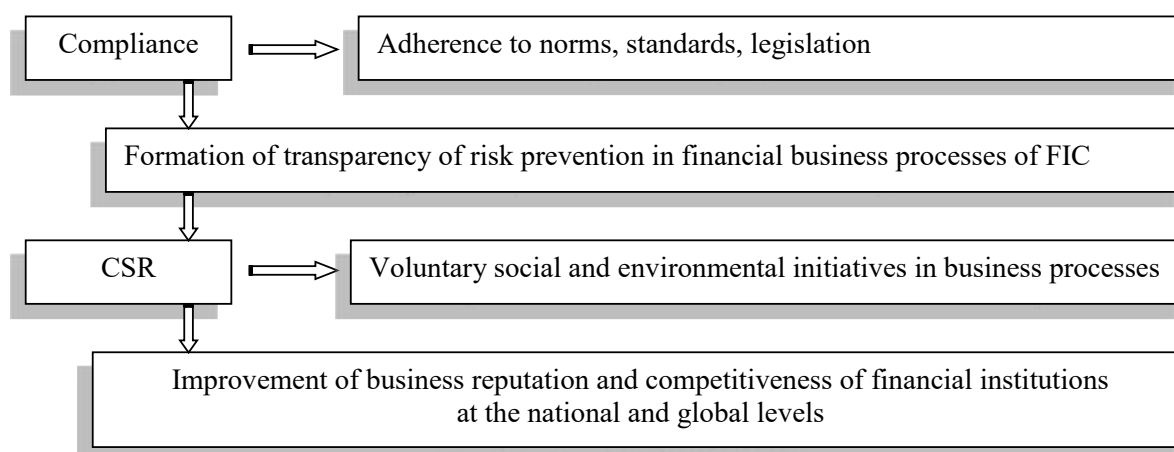 Compliance
Adherence to norms, standards, legislation
Formation of transparency of risk prevention in financial business processes of FIC
CSR
Voluntary social and environmental initiatives in business processes
Improvement of business reputation and competitiveness of financial institutions
at the national and global levels